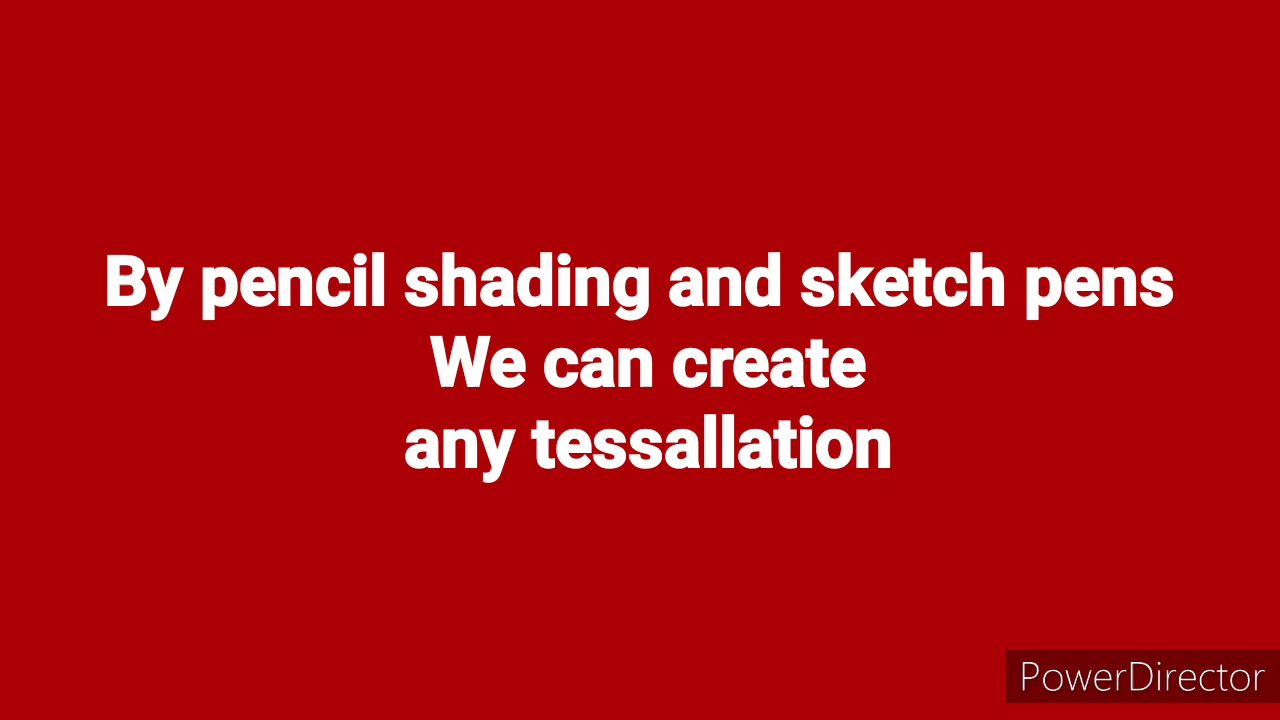 By pencil shading and sketch pens
We can create
any tessallation
PowerDirector